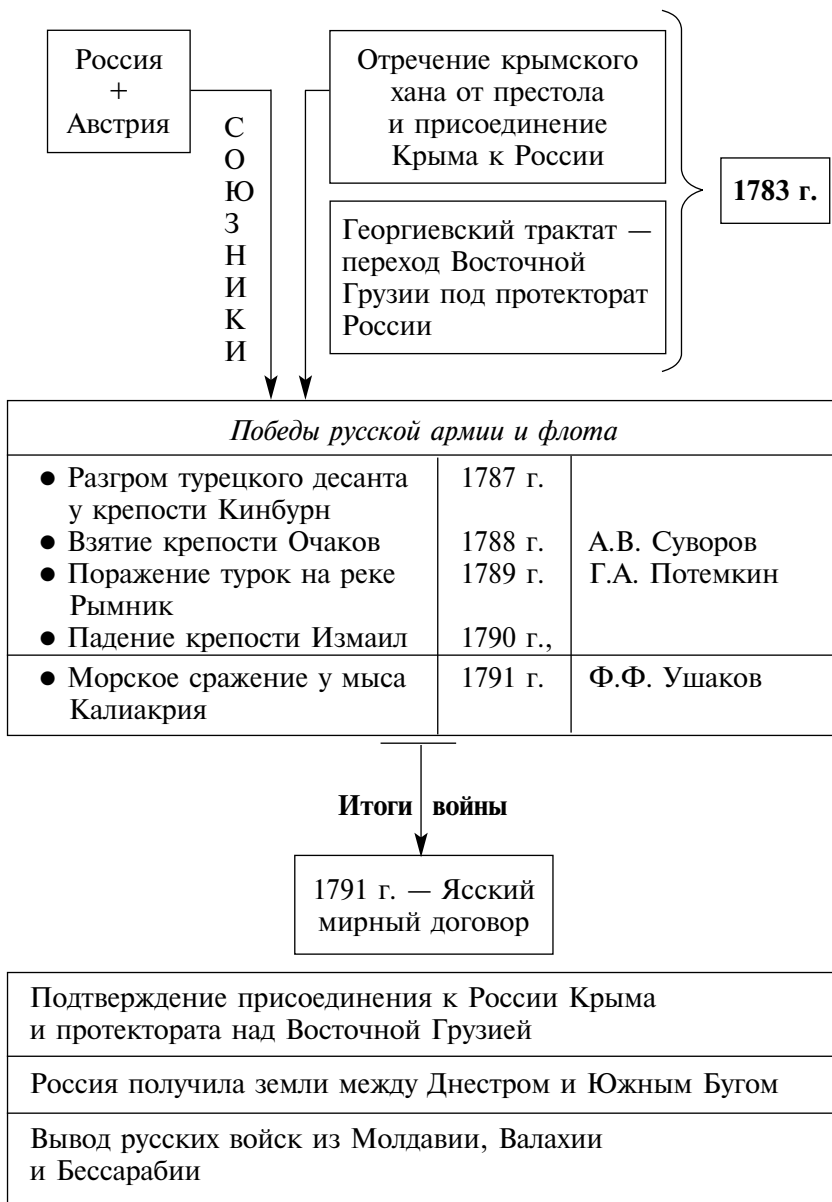 Россия
+
Австрия
СОЮЗНИКИ
Отречение крымского
хана от престола
и присоединение
Крыма к России
Георгиевский трактат —
переход Восточной
Грузии под протекторат
России
1783 г.
Победы русской армии и флота
● Разгром турецкого десанта 1787 г.
у крепости Кинбурн
● Взятие крепости Очаков 1788 г. А.В. Суворов
● Поражение турок на реке 1789 г. Г.А. Потемкин
Рымник
● Падение крепости Измаил 1790 г.,
● Морское сражение у мыса 1791 г. Ф.Ф. Ушаков
Калиакрия
Итоги войны
1791 г. — Ясский
мирный договор
Подтверждение присоединения к России Крыма
и протектората над Восточной Грузией
Россия получила земли между Днестром и Южным Бугом
Вывод русских войск из Молдавии, Валахии
и Бессарабии